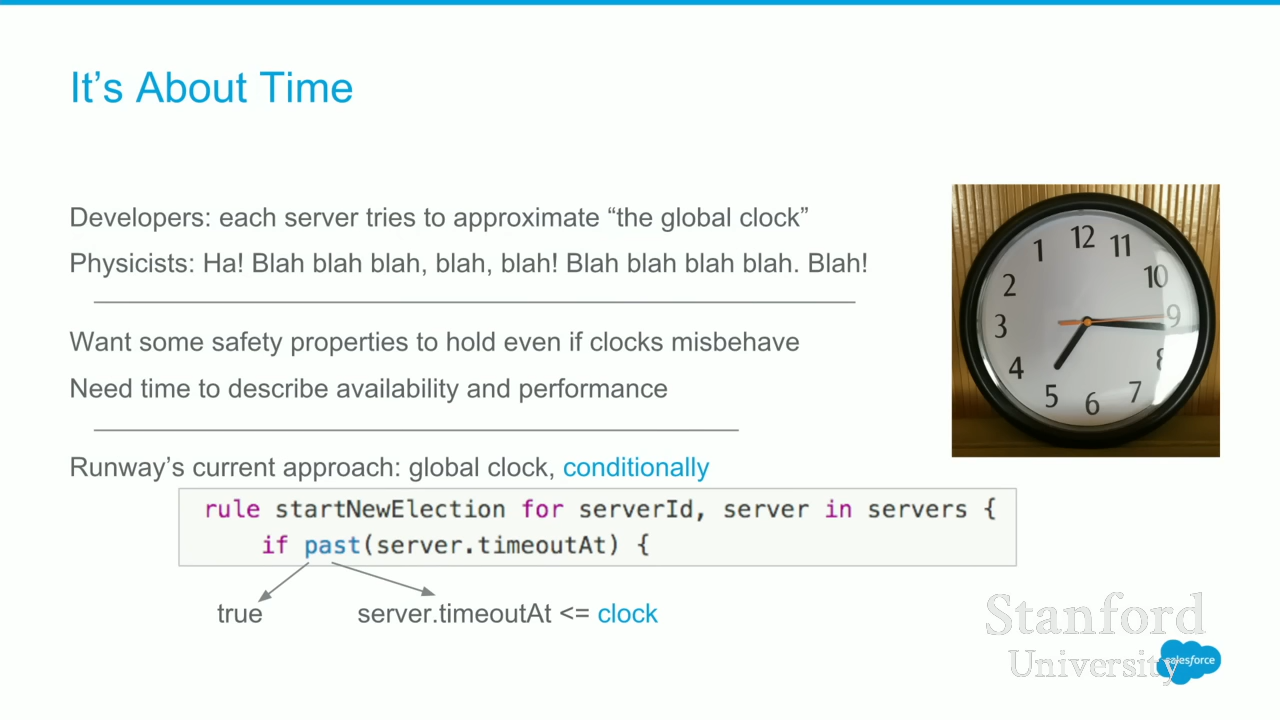 It's About Time
Developers: each server tries to approximate “the global clock”
Physicists: Ha! Blah blah blah, blah, blah! Blah blah blah blah. Blah!
Want some safety properties to hold even if clocks misbehave
Need time to describe availability and performance
Runway's current approach: global clock, conditionally
rule startNewElection for serverId, server in servers {
if past(server.timeoutAt) {
true
server.timeoutAt <= clock
12
1
11
2
10
3
9
4
8
5
7
6
Stanford
University
salesforce